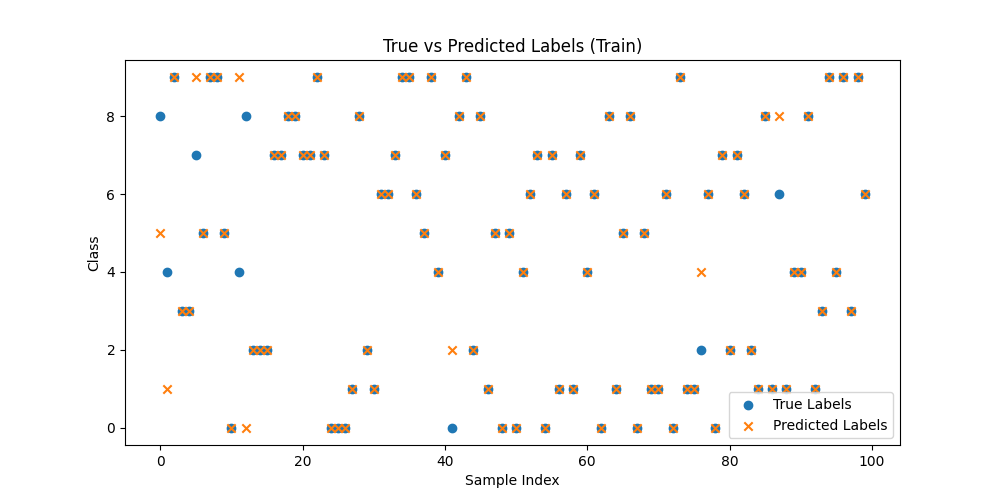 True vs Predicted Labels (Train)
Class
8
6
4
2
0
0 20 40 60 80 100
Sample Index
True Labels
Predicted Labels